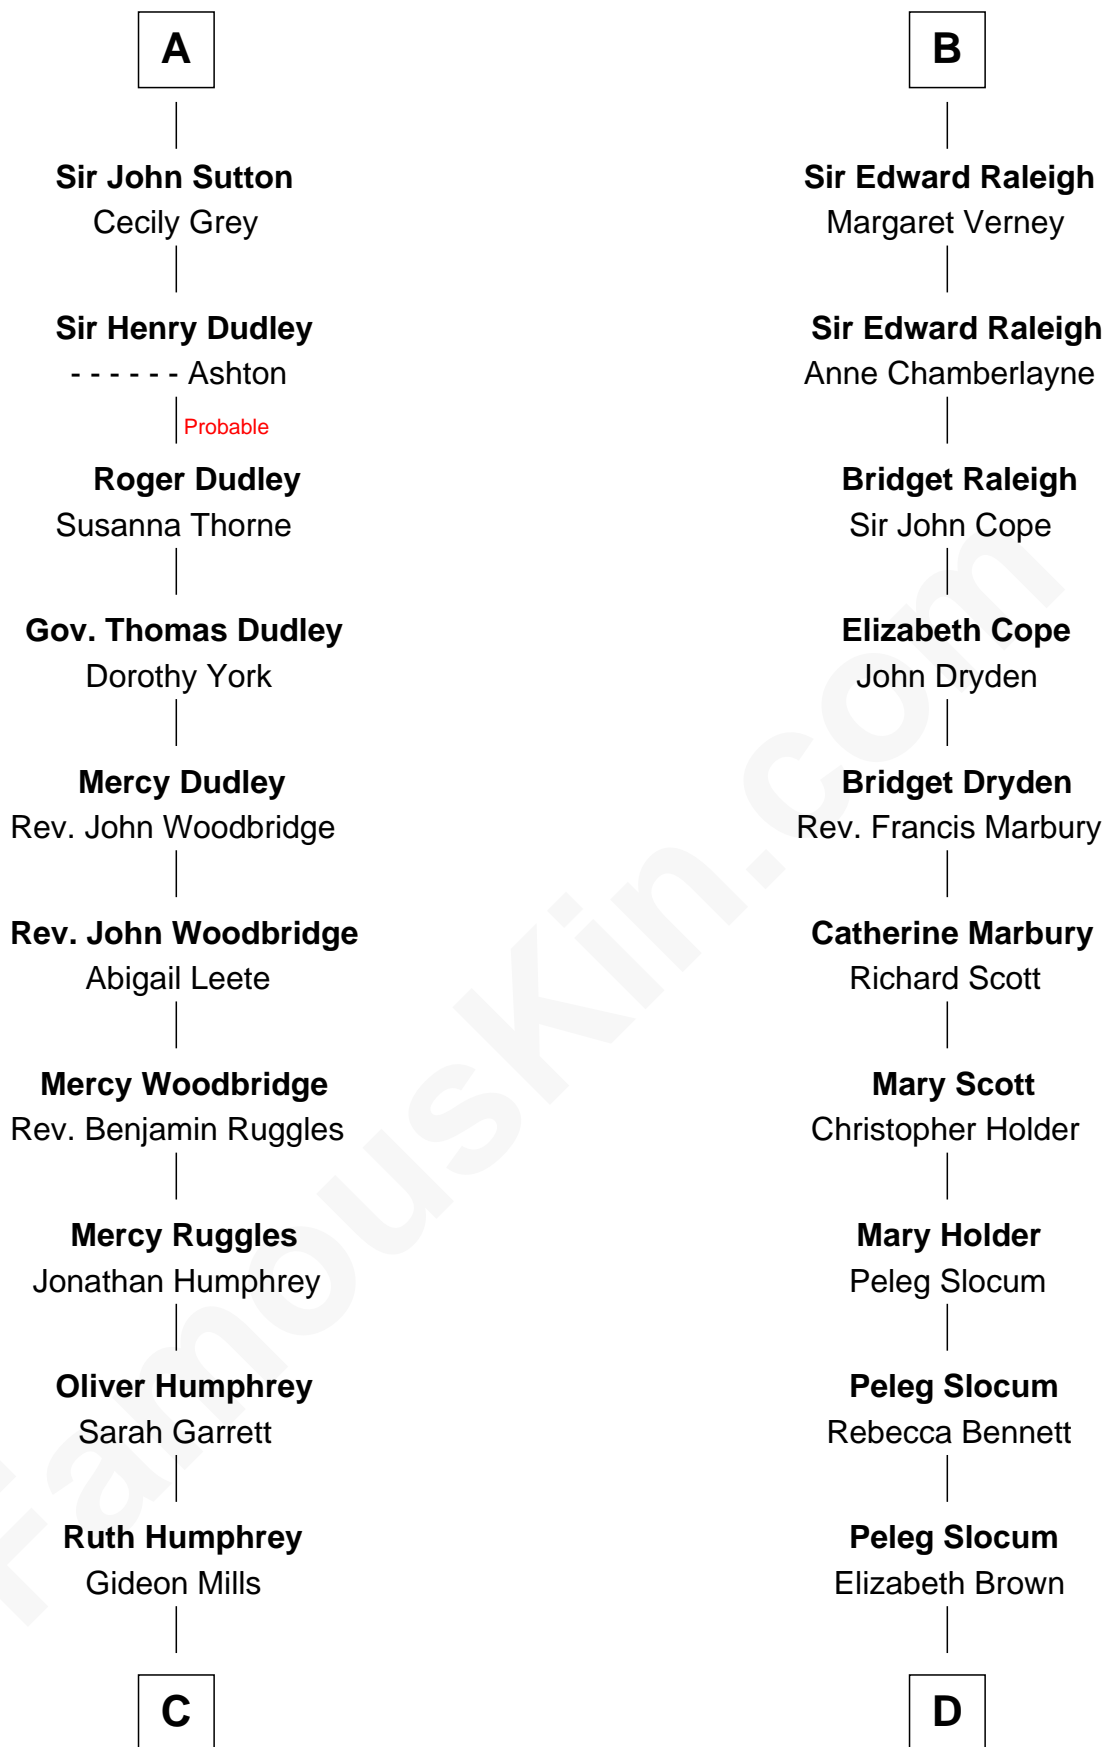 A
Sir John Sutton
Cecily Grey
Sir Henry Dudley
- - - - - - Ashton
Probable
Roger Dudley
Susanna Thorne
Gov. Thomas Dudley
Dorothy York
Mercy Dudley
Rev. John Woodbridge
Rev. John Woodbridge
Abigail Leete
Mercy Woodbridge
Rev. Benjamin Ruggles
Mercy Ruggles
Jonathan Humphrey
Oliver Humphrey
Sarah Garrett
Ruth Humphrey
Gideon Mills
C
B
Sir Edward Raleigh
Margaret Verney
Sir Edward Raleigh
Anne Chamberlayne
Bridget Raleigh
Sir John Cope
Elizabeth Cope
John Dryden
Bridget Dryden
Rev. Francis Marbury
Catherine Marbury
Richard Scott
Mary Scott
Christopher Holder
Mary Holder
Peleg Slocum
Peleg Slocum
Rebecca Bennett
Peleg Slocum
Elizabeth Brown
D
FamousKin.com